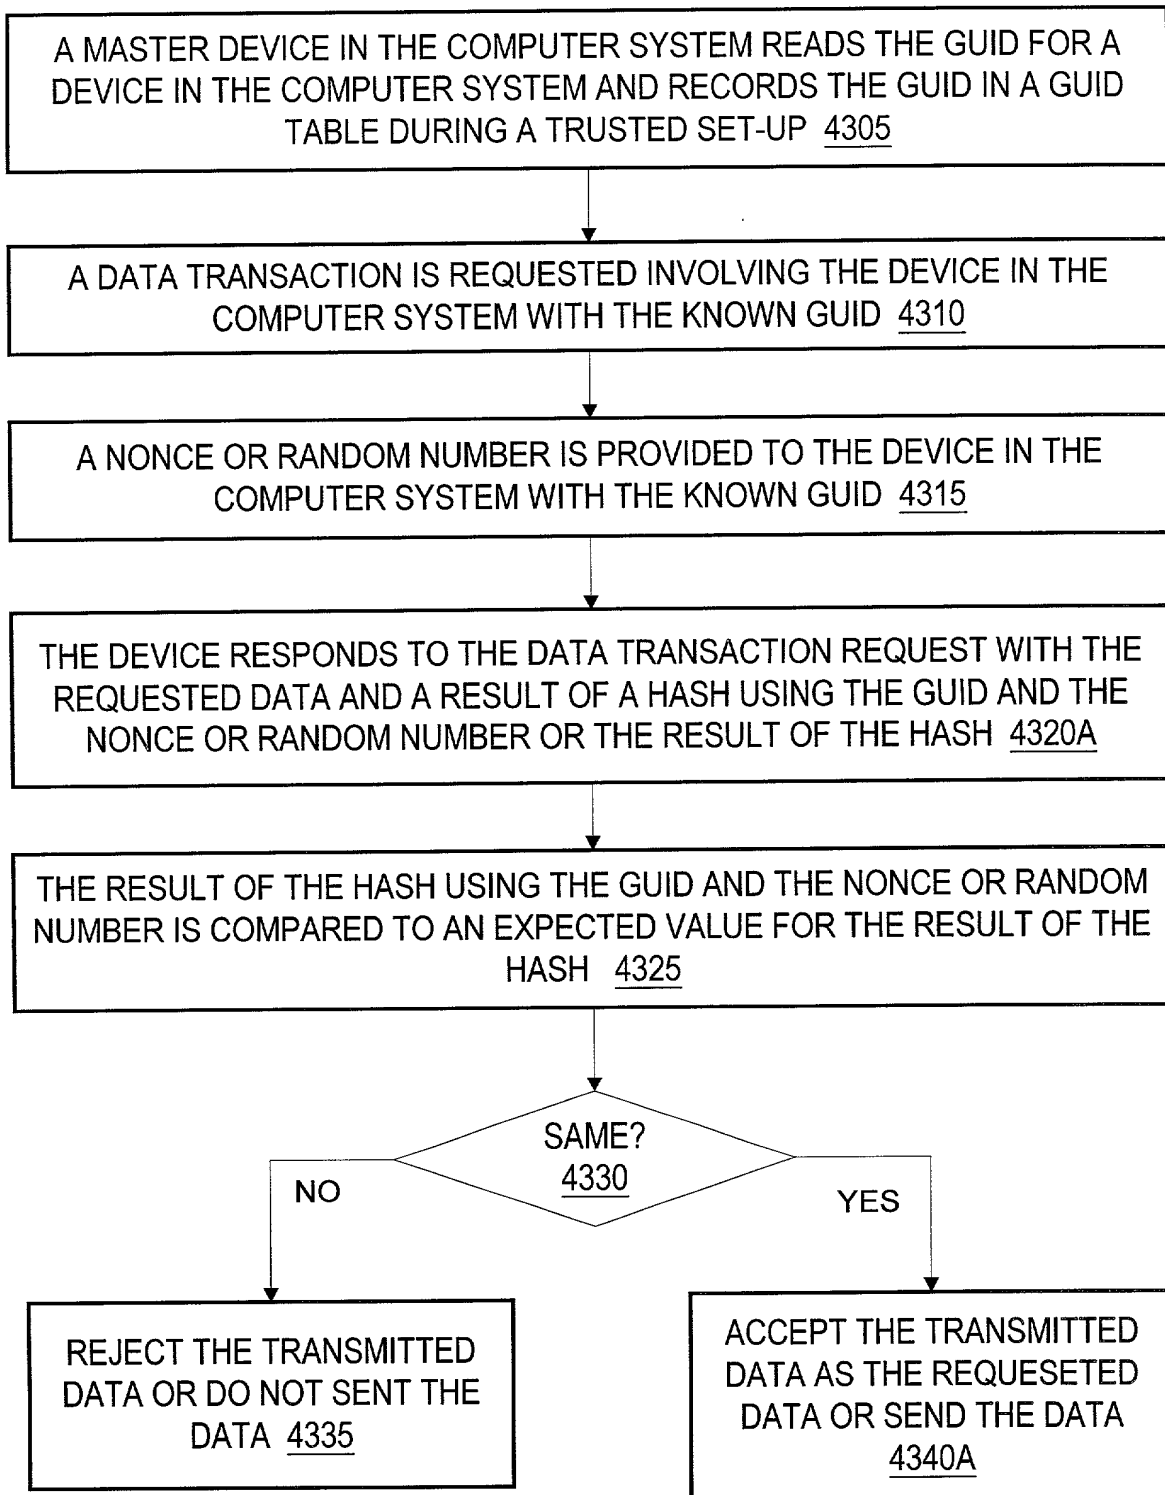 A MASTER DEVICE IN THE COMPUTER SYSTEM READS THE GUID FOR A
DEVICE IN THE COMPUTER SYSTEM AND RECORDS THE GUID IN A GUID
TABLE DURING A TRUSTED SET-UP 4305
A DATA TRANSACTION IS REQUESTED INVOLVING THE DEVICE IN THE
COMPUTER SYSTEM WITH THE KNOWN GUID 4310
A NONCE OR RANDOM NUMBER IS PROVIDED TO THE DEVICE IN THE
COMPUTER SYSTEM WITH THE KNOWN GUID 4315
THE DEVICE RESPONDS TO THE DATA TRANSACTION REQUEST WITH THE
REQUESTED DATA AND A RESULT OF A HASH USING THE GUID AND THE
NONCE OR RANDOM NUMBER OR THE RESULT OF THE HASH 4320A
THE RESULT OF THE HASH USING THE GUID AND THE NONCE OR RANDOM
NUMBER IS COMPARED TO AN EXPECTED VALUE FOR THE RESULT OF THE
HASH 4325
SAME?
4330
NO
YES
REJECT THE TRANSMITTED
DATA OR DO NOT SENT THE
DATA 4335
ACCEPT THE TRANSMITTED
DATA AS THE REQUESETED
DATA OR SEND THE DATA
4340A